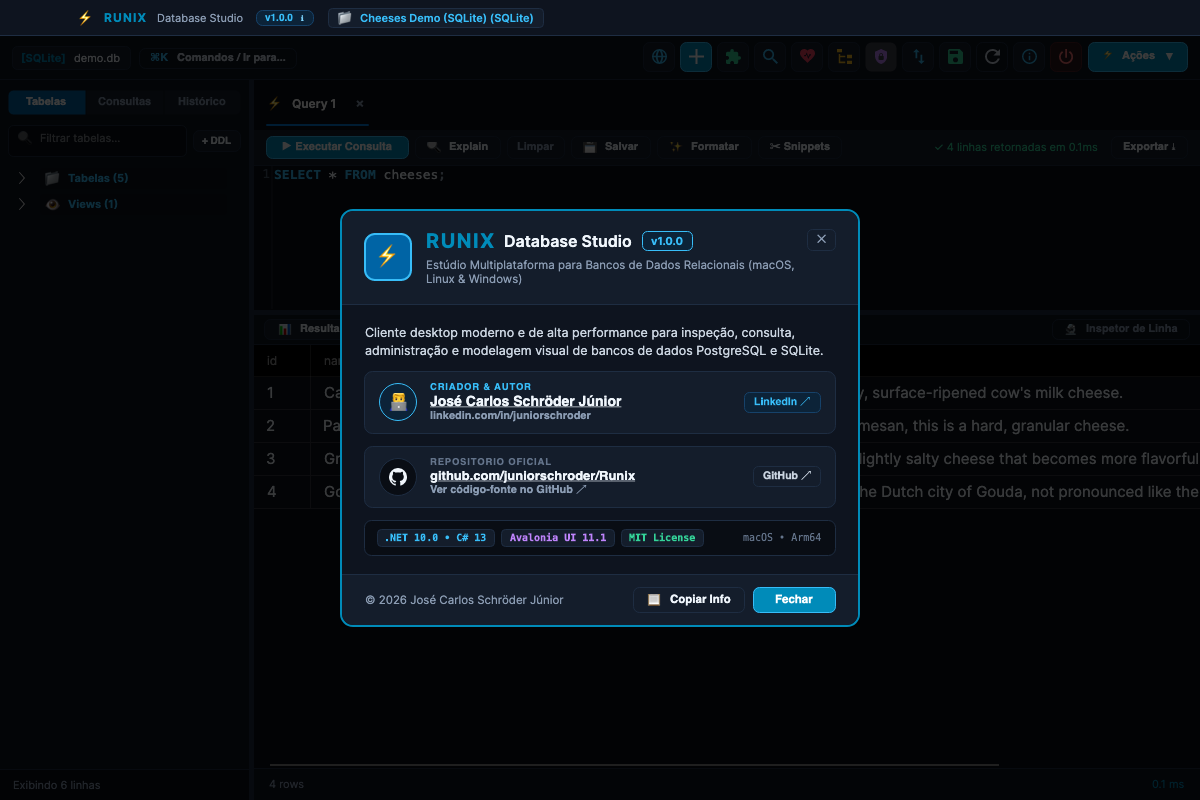 RUNIX Database Studio v1.0.0 Cheeses Demo (SQLite) (SQLite)
[SQLite] demo.db ⌘K Comandos / Ir para... Ações ▼
Tabelas Consultas Histórico
Query 1 ×
Filtrar tabelas...
+ DDL
▶ Executar Consulta Explain Limpar Salvar Formatar ✂ Snippets ✓ 4 linhas retornadas em 0.1ms Exportar ↓
1 SELECT * FROM cheeses;
Tabelas (5)
Views (1)
RUNIX Database Studio v1.0.0
Estúdio Multiplataforma para Bancos de Dados Relacionais (macOS,
Linux & Windows)
Cliente desktop moderno e de alta performance para inspeção, consulta,
administração e modelagem visual de bancos de dados PostgreSQL e SQLite.
CRIADOR & AUTOR
José Carlos Schröder Júnior
linkedin.com/in/juniorschroder
LinkedIn ↗
REPOSITORIO OFICIAL
github.com/juniorschroder/Runix
Ver código-fonte no GitHub ↗
GitHub ↗
.NET 10.0 • C# 13 Avalonia UI 11.1 MIT License macOS • Arm64
© 2026 José Carlos Schröder Júnior Copiar Info Fechar
Resulta Inspetor de Linha
id na
1 Ca , surface-ripened cow's milk cheese.
2 Pa mesan, this is a hard, granular cheese.
3 Gr lightly salty cheese that becomes more flavorful
4 Go he Dutch city of Gouda, not pronounced like the
Exibindo 6 linhas
4 rows 0.1 ms